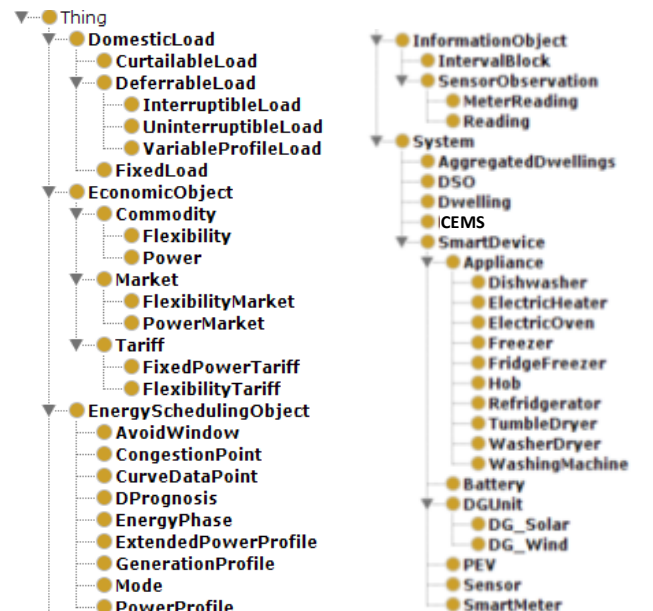 Thing
DomesticLoad
CurtailableLoad
DeferrableLoad
InterruptibleLoad
UninterruptibleLoad
VariableProfileLoad
FixedLoad
EconomicObject
Commodity
Flexibility
Power
Market
FlexibilityMarket
PowerMarket
Tariff
FixedPowerTariff
FlexibilityTariff
EnergySchedulingObject
AvoidWindow
CongestionPoint
CurveDataPoint
DPrognosis
EnergyPhase
ExtendedPowerProfile
GenerationProfile
Mode
PowerProfile
InformationObject
IntervalBlock
SensorObservation
MeterReading
Reading
System
AggregatedDwellings
DSO
Dwelling
CEMS
SmartDevice
Appliance
Dishwasher
ElectricHeater
ElectricOven
Freezer
FridgeFreezer
Hob
Refridgerator
TumbleDryer
WasherDryer
WashingMachine
Battery
DGUnit
DG_Solar
DG_Wind
PEV
Sensor
SmartMeter